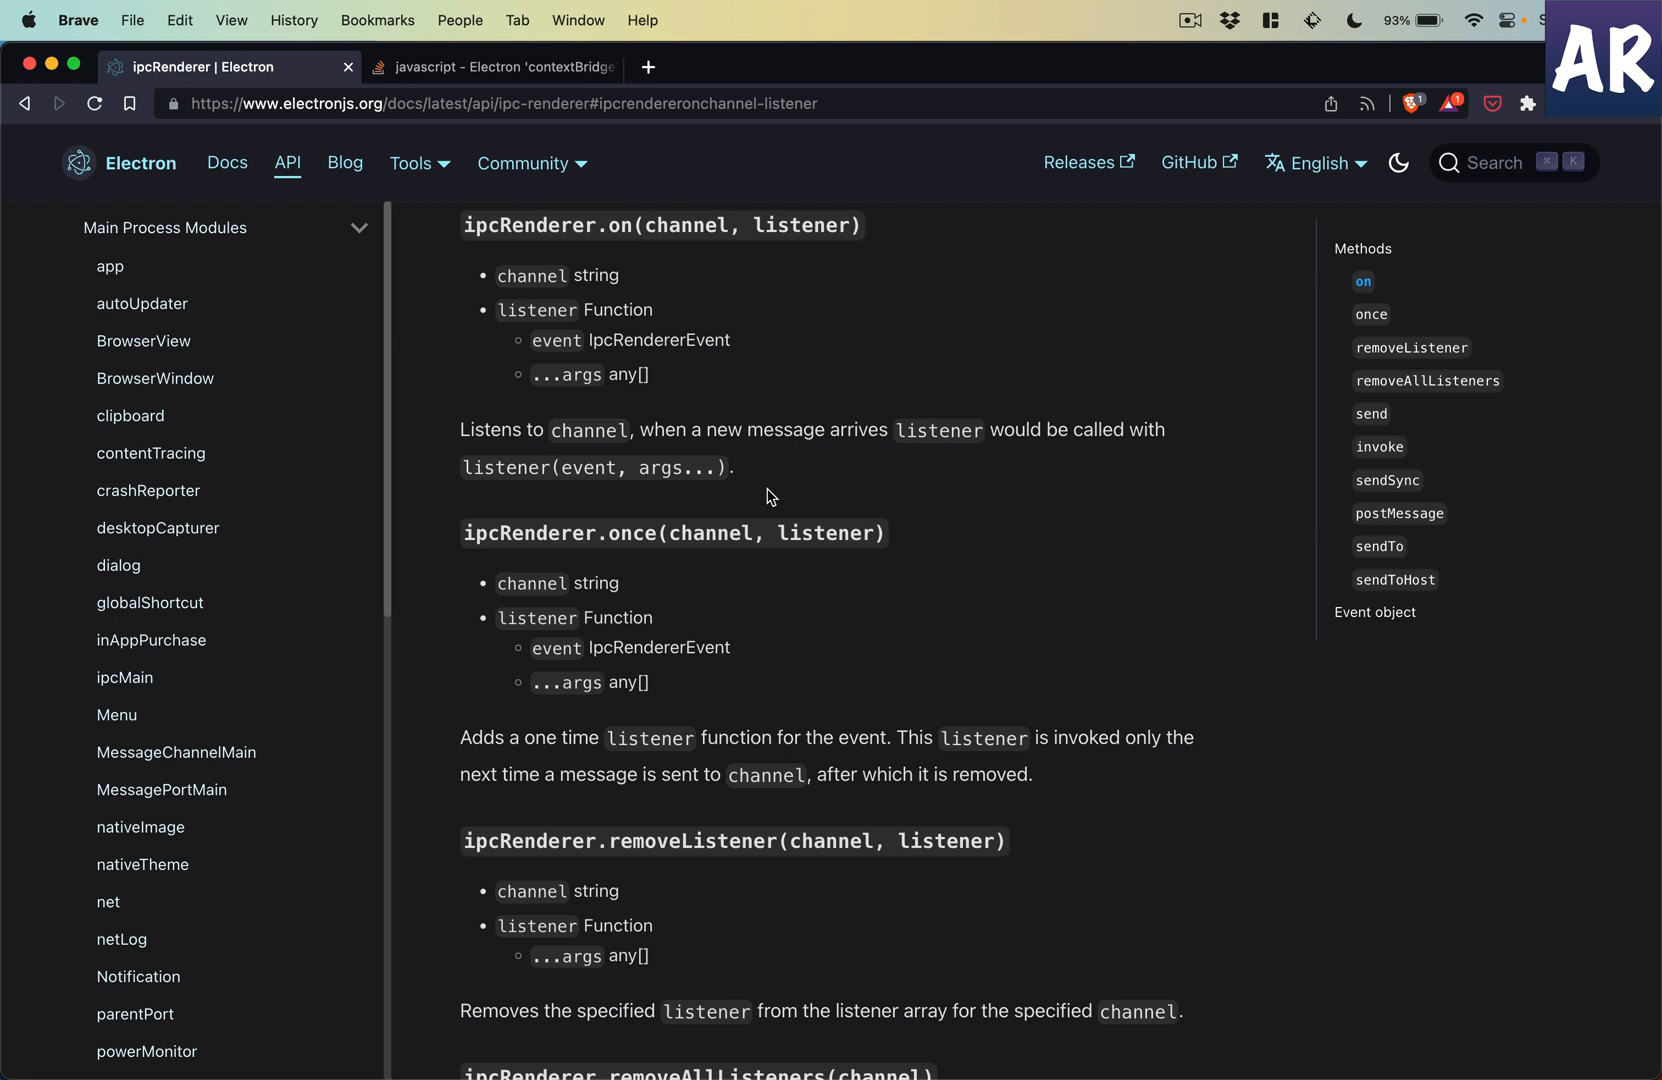 Brave File Edit View History Bookmarks People Tab Window Help 93%
AR
ipcRenderer | Electron javascript - Electron 'contextBridge'
https://www.electronjs.org/docs/latest/api/ipc-renderer#ipcrendereronchannel-listener 1 1
Electron Docs API Blog Tools Community Releases GitHub English Search ⌘ K
Main Process Modules
app
autoUpdater
BrowserView
BrowserWindow
clipboard
contentTracing
crashReporter
desktopCapturer
dialog
globalShortcut
inAppPurchase
ipcMain
Menu
MessageChannelMain
MessagePortMain
nativeImage
nativeTheme
net
netLog
Notification
parentPort
powerMonitor
ipcRenderer.on(channel, listener)
• channel string
• listener Function
◦ event IpcRendererEvent
◦ ...args any[]
Listens to channel, when a new message arrives listener would be called with
listener(event, args...).
ipcRenderer.once(channel, listener)
• channel string
• listener Function
◦ event IpcRendererEvent
◦ ...args any[]
Adds a one time listener function for the event. This listener is invoked only the
next time a message is sent to channel, after which it is removed.
ipcRenderer.removeListener(channel, listener)
• channel string
• listener Function
◦ ...args any[]
Removes the specified listener from the listener array for the specified channel.
ipcRenderer.removeAllListeners(channel)
Methods
on
once
removeListener
removeAllListeners
send
invoke
sendSync
postMessage
sendTo
sendToHost
Event object